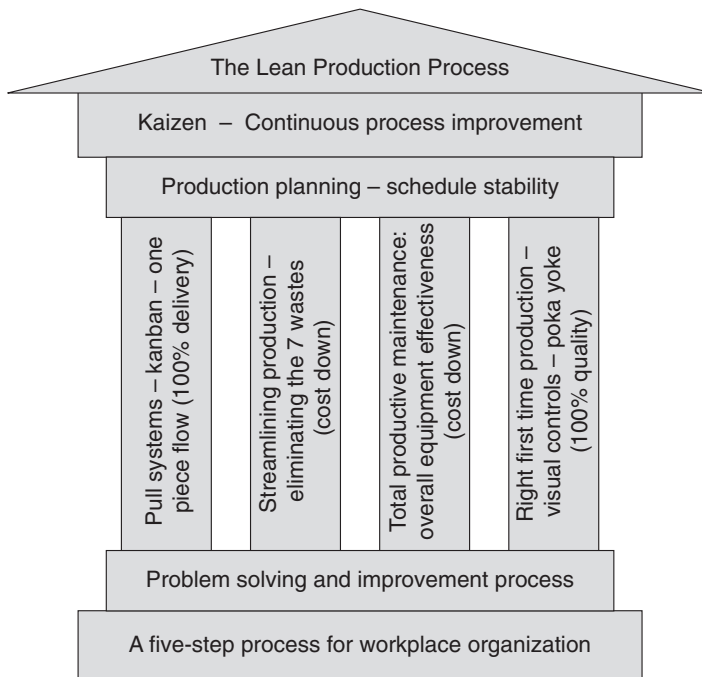 The Lean Production Process
Kaizen – Continuous process improvement
Production planning – schedule stability
Pull systems – kanban – one
piece flow (100% delivery)
Streamlining production –
eliminating the 7 wastes
(cost down)
Total productive maintenance:
overall equipment effectiveness
(cost down)
Right first time production –
visual controls – poka yoke
(100% quality)
Problem solving and improvement process
A five-step process for workplace organization